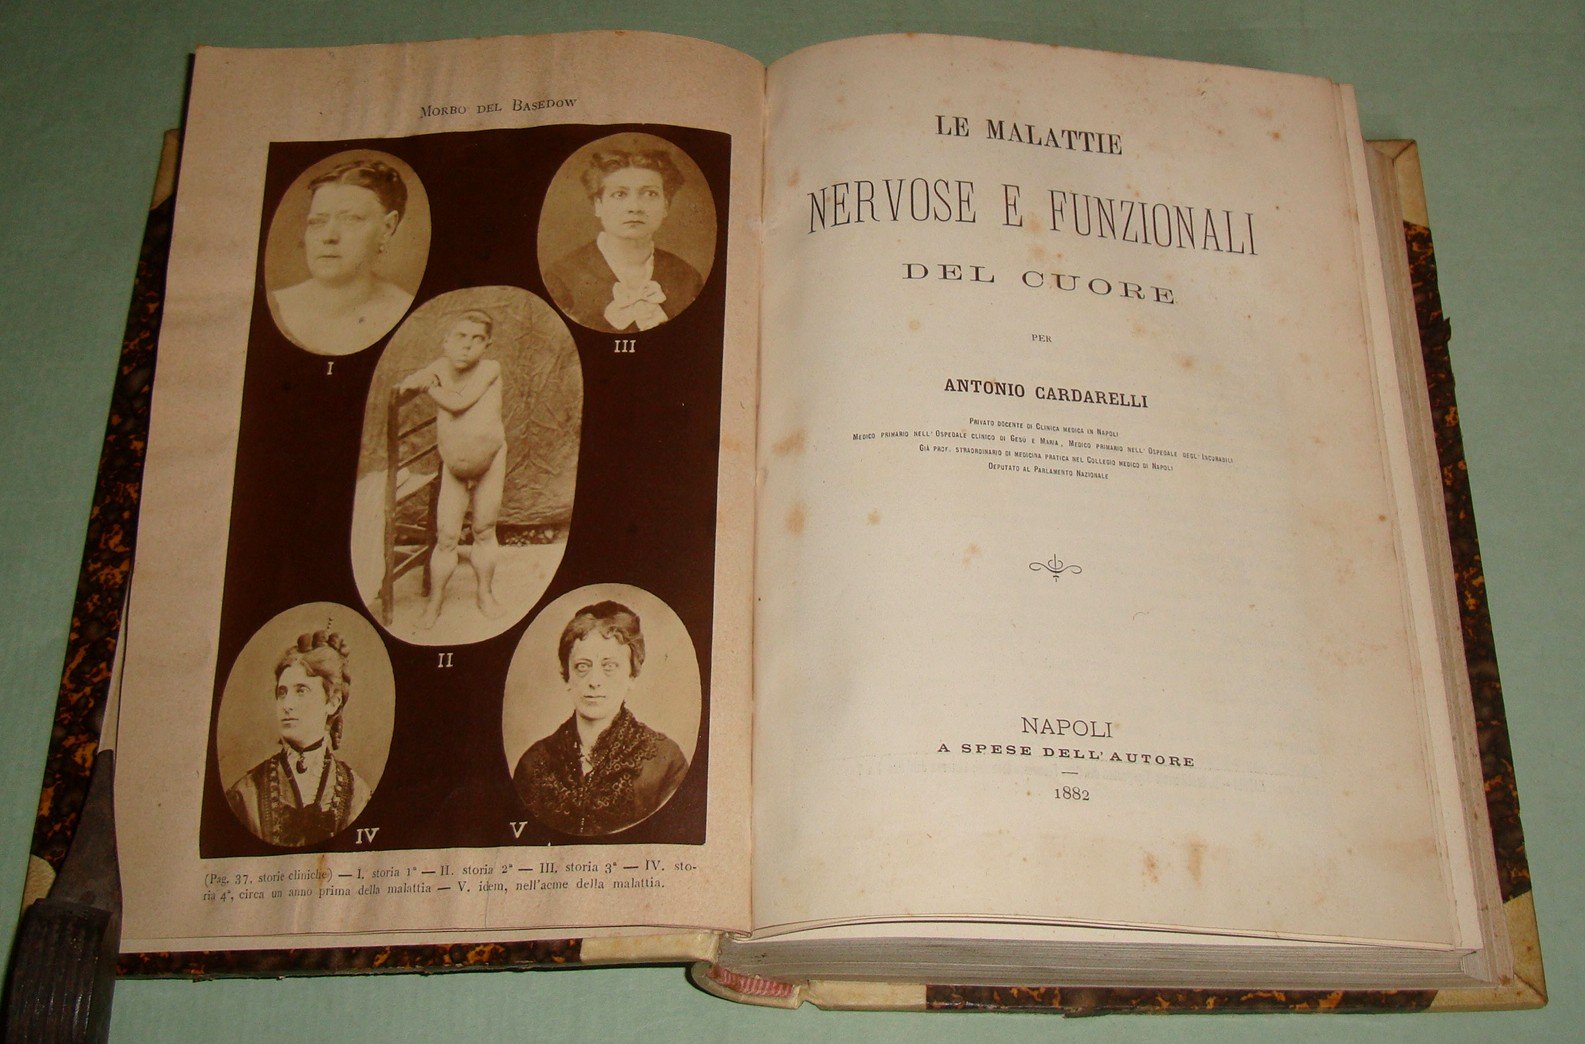 MORBO DEL BASEDOW
I
III
II
IV
V
(Pag. 37. storie cliniche) — I. storia 1ª — II. storia 2ª — III. storia 3ª — IV. sto-
ria 4ª, circa un anno prima della malattia — V. idem, nell'acme della malattia.
LE MALATTIE
NERVOSE E FUNZIONALI
DEL CUORE
PER
ANTONIO CARDARELLI
PRIVATO DOCENTE DI CLINICA MEDICA IN NAPOLI
MEDICO PRIMARIO NELL'OSPEDALE CLINICO DI GESÙ E MARIA, MEDICO PRIMARIO NELL'OSPEDALE DEGL'INCURABILI
GIÀ PROF. STRAORDINARIO DI MEDICINA PRATICA NEL COLLEGIO MEDICO DI NAPOLI
DEPUTATO AL PARLAMENTO NAZIONALE
NAPOLI
A SPESE DELL'AUTORE
1882